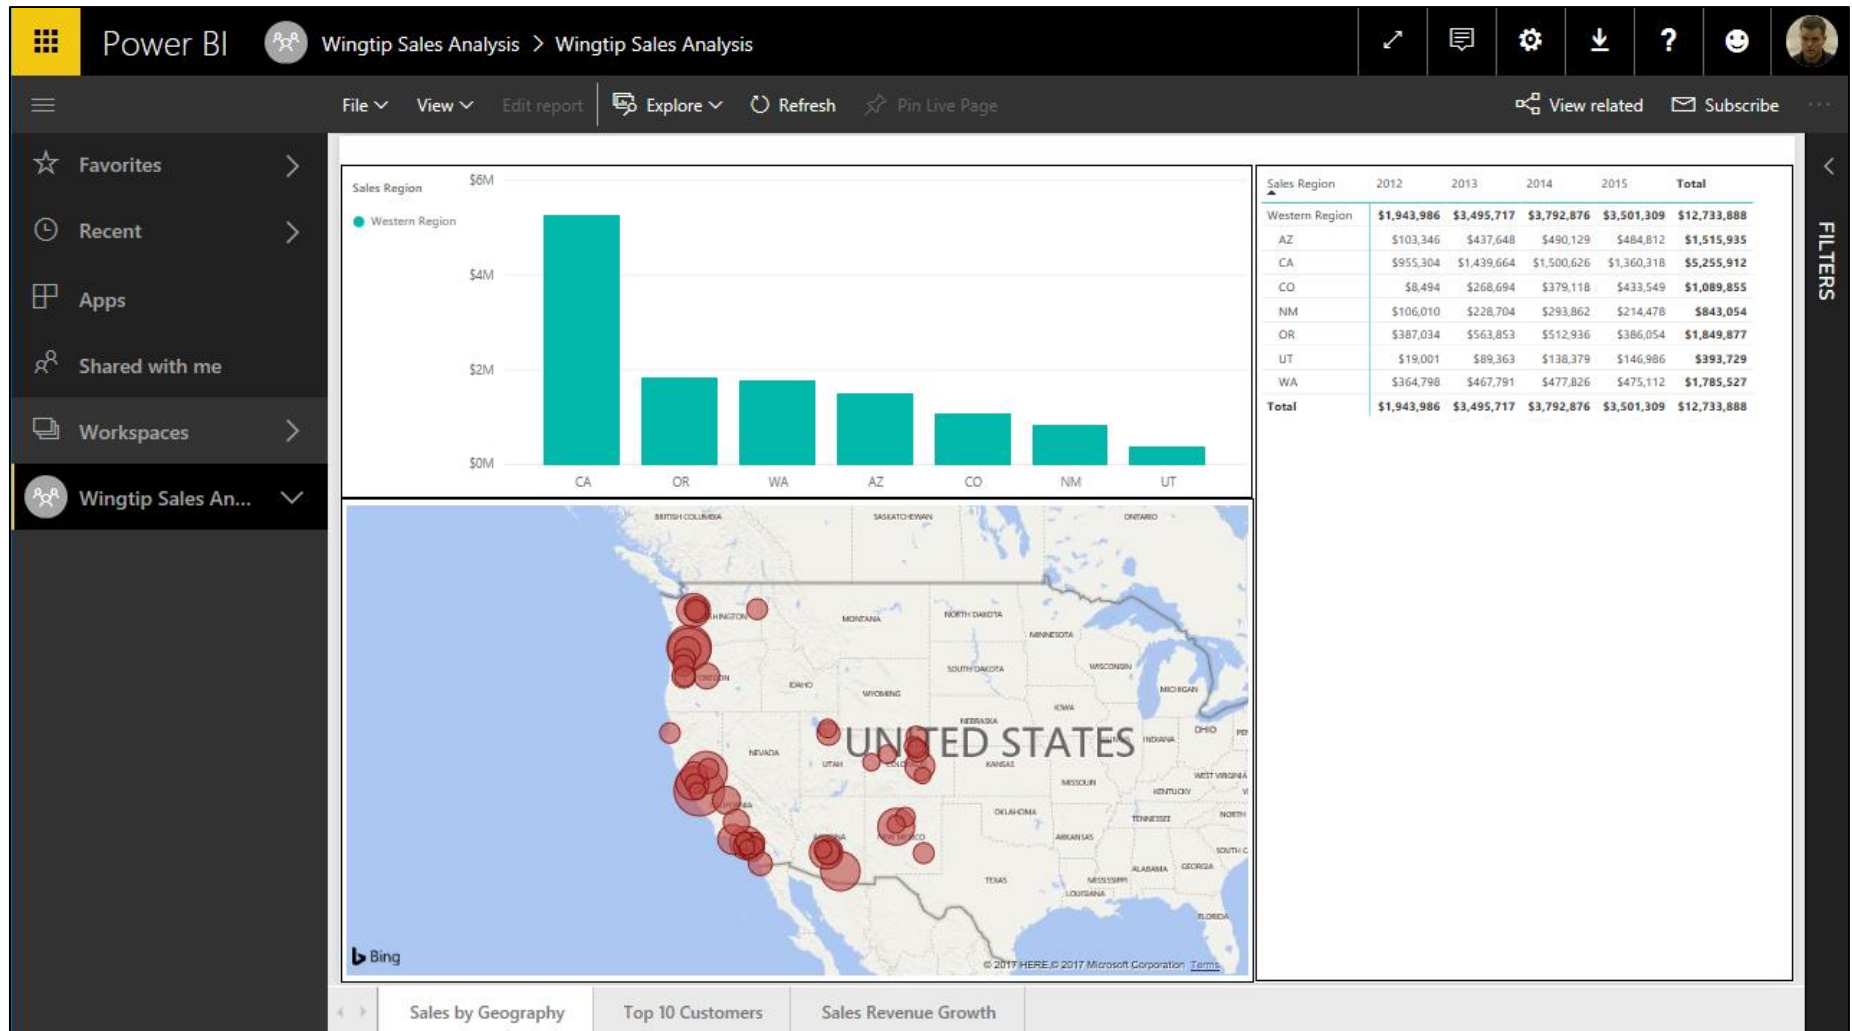 Power BI Wingtip Sales Analysis > Wingtip Sales Analysis ?
File View Edit report Explore Refresh Pin Live Page View related Subscribe ...
Favorites
Recent
Apps
Shared with me
Workspaces
Wingtip Sales An...
Sales Region
Western Region
$6M
$4M
$2M
$0M
CA OR WA AZ CO NM UT
Sales Region 2012 2013 2014 2015 Total
Western Region $1,943,986 $3,495,717 $3,792,876 $3,501,309 $12,733,888
AZ $103,346 $437,648 $490,129 $484,812 $1,515,935
CA $955,304 $1,439,664 $1,500,626 $1,360,318 $5,255,912
CO $8,494 $268,694 $379,118 $433,549 $1,089,855
NM $106,010 $228,704 $293,862 $214,478 $843,054
OR $387,034 $563,853 $512,936 $386,054 $1,849,877
UT $19,001 $89,363 $138,379 $146,986 $393,729
WA $364,798 $467,791 $477,826 $475,112 $1,785,527
Total $1,943,986 $3,495,717 $3,792,876 $3,501,309 $12,733,888
FILTERS
BRITISH COLUMBIA SASKATCHEWAN ONTARIO
MONTANA NORTH DAKOTA
MINNESOTA
SOUTH DAKOTA WISCONSIN
IDAHO WYOMING MICHIGAN
IOWA
NEBRASKA
UNITED STATES
INDIANA OHIO
NEVADA UTAH KANSAS
MISSOURI WEST VIRGINIA
KENTUCKY
OKLAHOMA TENNESSEE NORTH
ARKANSAS
NEW MEXICO
SOUTH C
ALABAMA GEORGIA
TEXAS MISSISSIPPI
LOUISIANA
FLORIDA
Bing
© 2017 HERE © 2017 Microsoft Corporation Terms
Sales by Geography Top 10 Customers Sales Revenue Growth